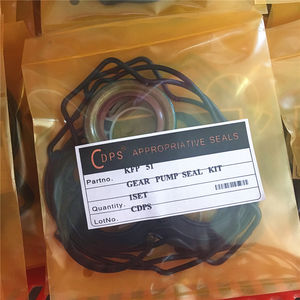 CDPS® APPROPRIATIVE SEALS
Partno. KFP 51
GEAR PUMP SEAL KIT
Quantity. 1SET
LotNo. CDPS